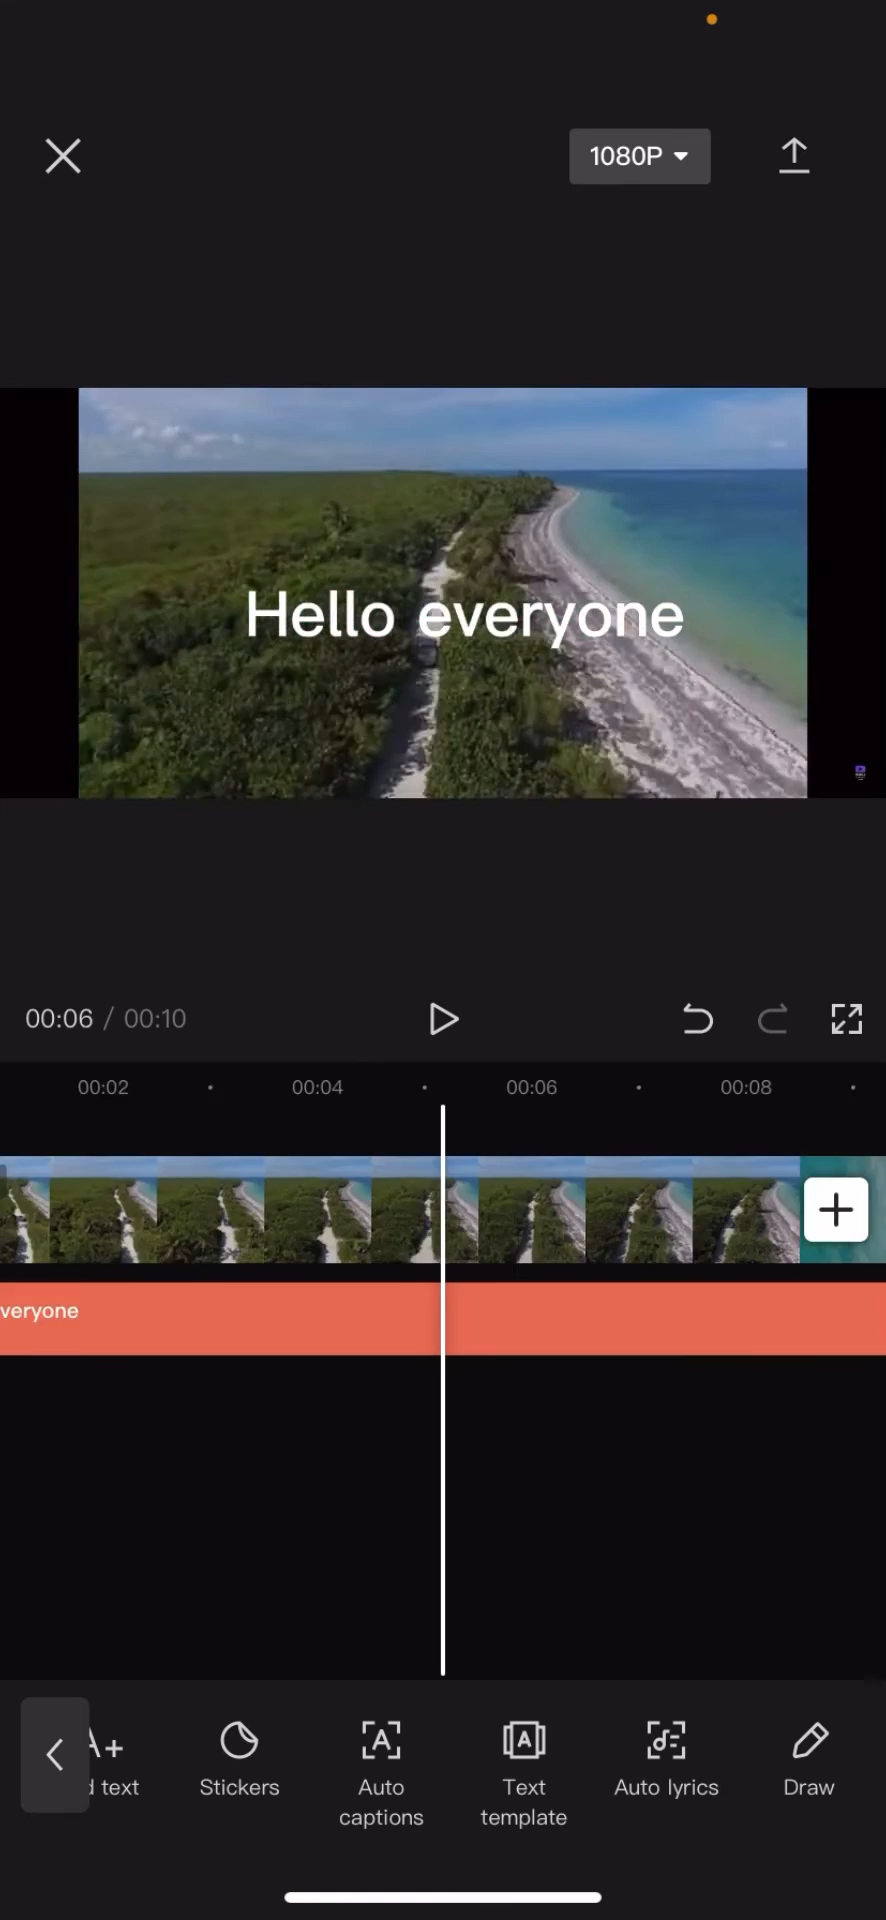 1080P
Hello everyone
00:06 / 00:10
00:02 00:04 00:06 00:08
veryone
d text
Stickers
Auto captions
Text template
Auto lyrics
Draw